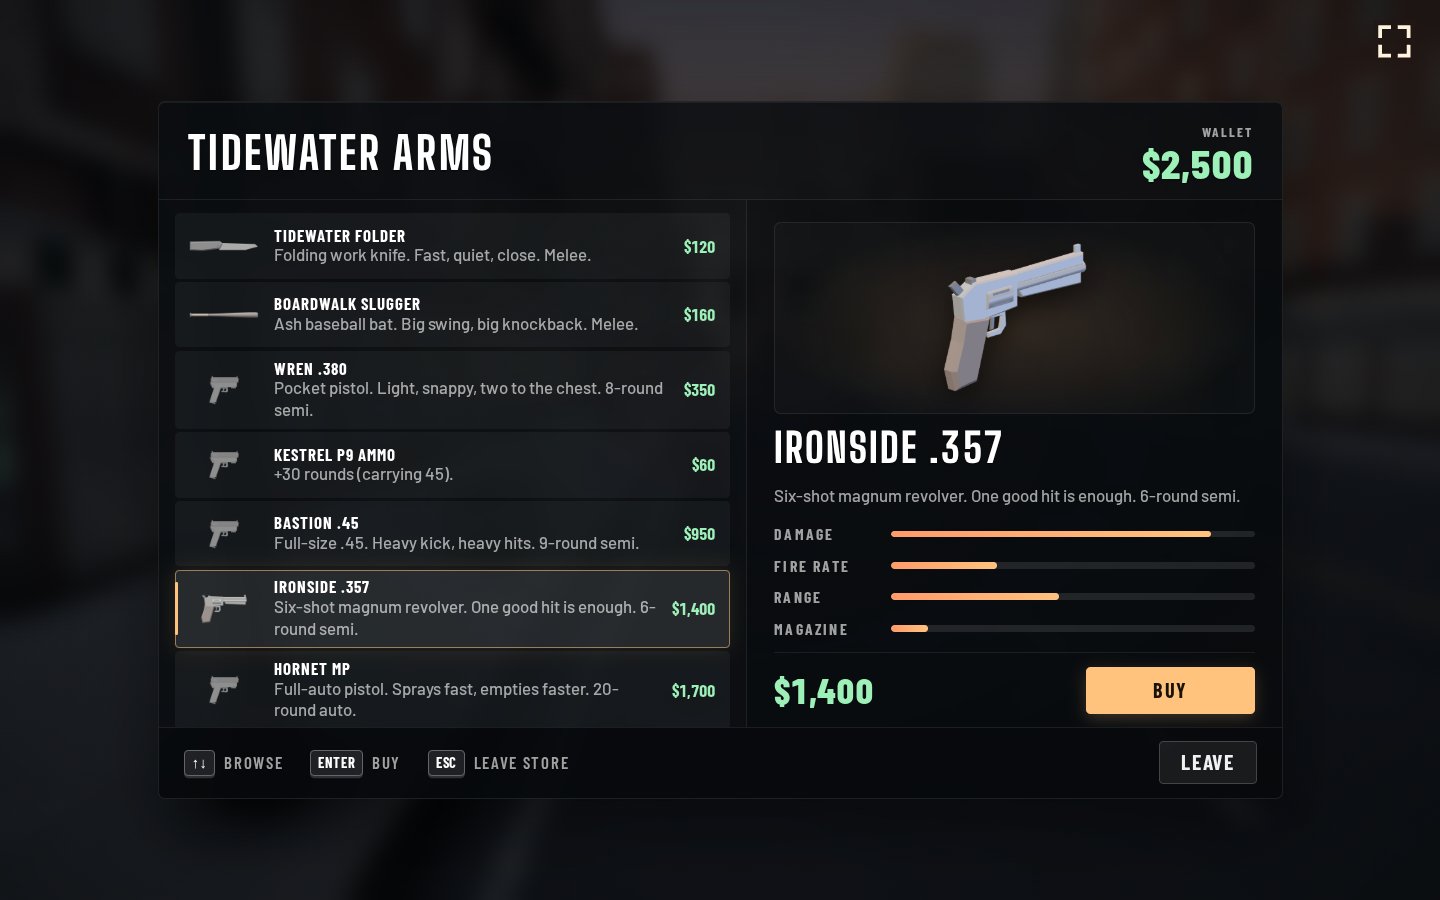 TIDEWATER ARMS
WALLET
$2,500
TIDEWATER FOLDER
Folding work knife. Fast, quiet, close. Melee.
$120
BOARDWALK SLUGGER
Ash baseball bat. Big swing, big knockback. Melee.
$160
WREN .380
Pocket pistol. Light, snappy, two to the chest. 8-round
semi.
$350
KESTREL P9 AMMO
+30 rounds (carrying 45).
$60
BASTION .45
Full-size .45. Heavy kick, heavy hits. 9-round semi.
$950
IRONSIDE .357
Six-shot magnum revolver. One good hit is enough. 6-
round semi.
$1,400
HORNET MP
Full-auto pistol. Sprays fast, empties faster. 20-
round auto.
$1,700
IRONSIDE .357
Six-shot magnum revolver. One good hit is enough. 6-round semi.
DAMAGE
FIRE RATE
RANGE
MAGAZINE
$1,400
BUY
↑↓ BROWSE ENTER BUY ESC LEAVE STORE
LEAVE